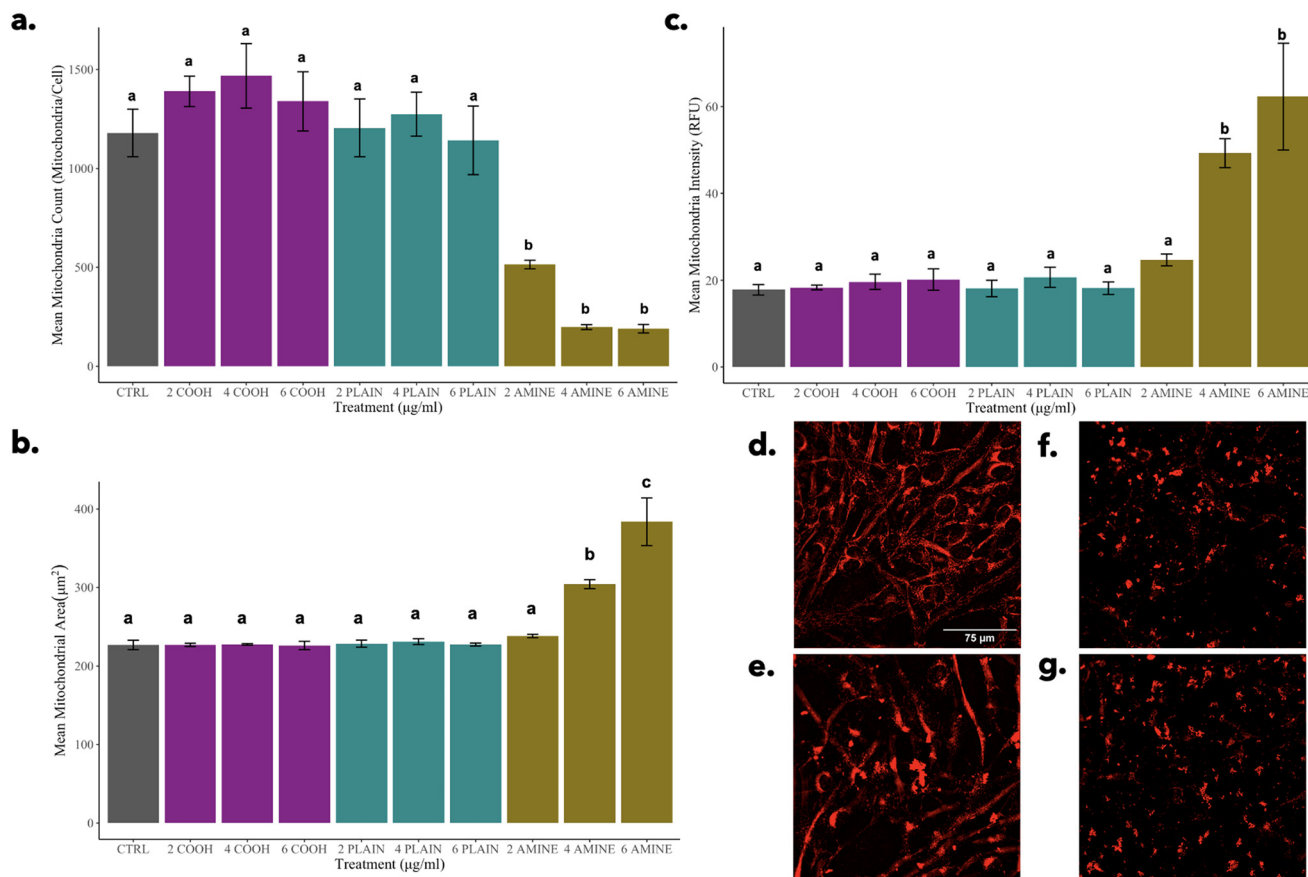 a.
Mean Mitochondria Count (Mitochondria/Cell)
1500
1000
500
0
a
a
a
a
a
a
a
b
b
b
CTRL 2 COOH 4 COOH 6 COOH 2 PLAIN 4 PLAIN 6 PLAIN 2 AMINE 4 AMINE 6 AMINE
Treatment (μg/ml)
b.
Mean Mitochondrial Area(μm²)
400
300
200
100
0
a
a
a
a
a
a
a
a
b
c
CTRL 2 COOH 4 COOH 6 COOH 2 PLAIN 4 PLAIN 6 PLAIN 2 AMINE 4 AMINE 6 AMINE
Treatment (μg/ml)
c.
Mean Mitochondria Intensity (RFU)
60
40
20
0
a
a
a
a
a
a
a
a
b
b
CTRL 2 COOH 4 COOH 6 COOH 2 PLAIN 4 PLAIN 6 PLAIN 2 AMINE 4 AMINE 6 AMINE
Treatment (μg/ml)
d.
75 μm
e.
f.
g.